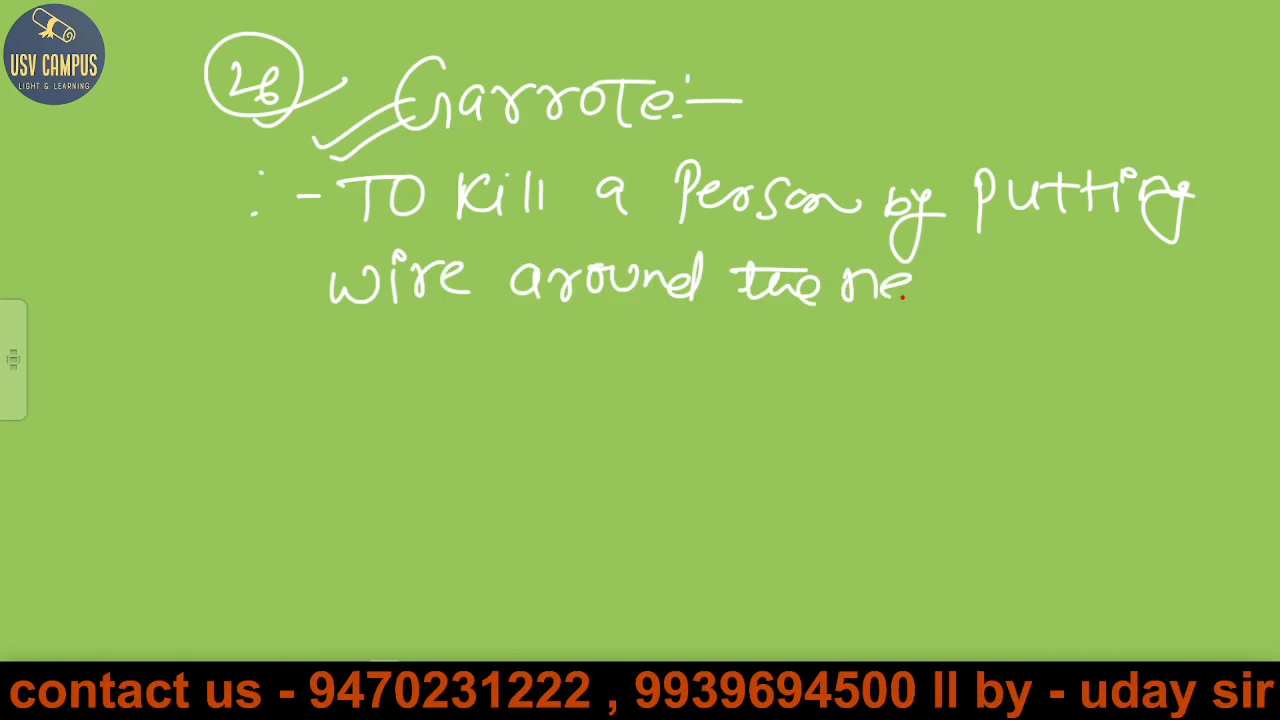 USV CAMPUS
LIGHT & LEARNING
26 Garrote:-
:- To kill a Person by putting
wire around the ne
contact us - 9470231222 , 9939694500 ll by - uday sir